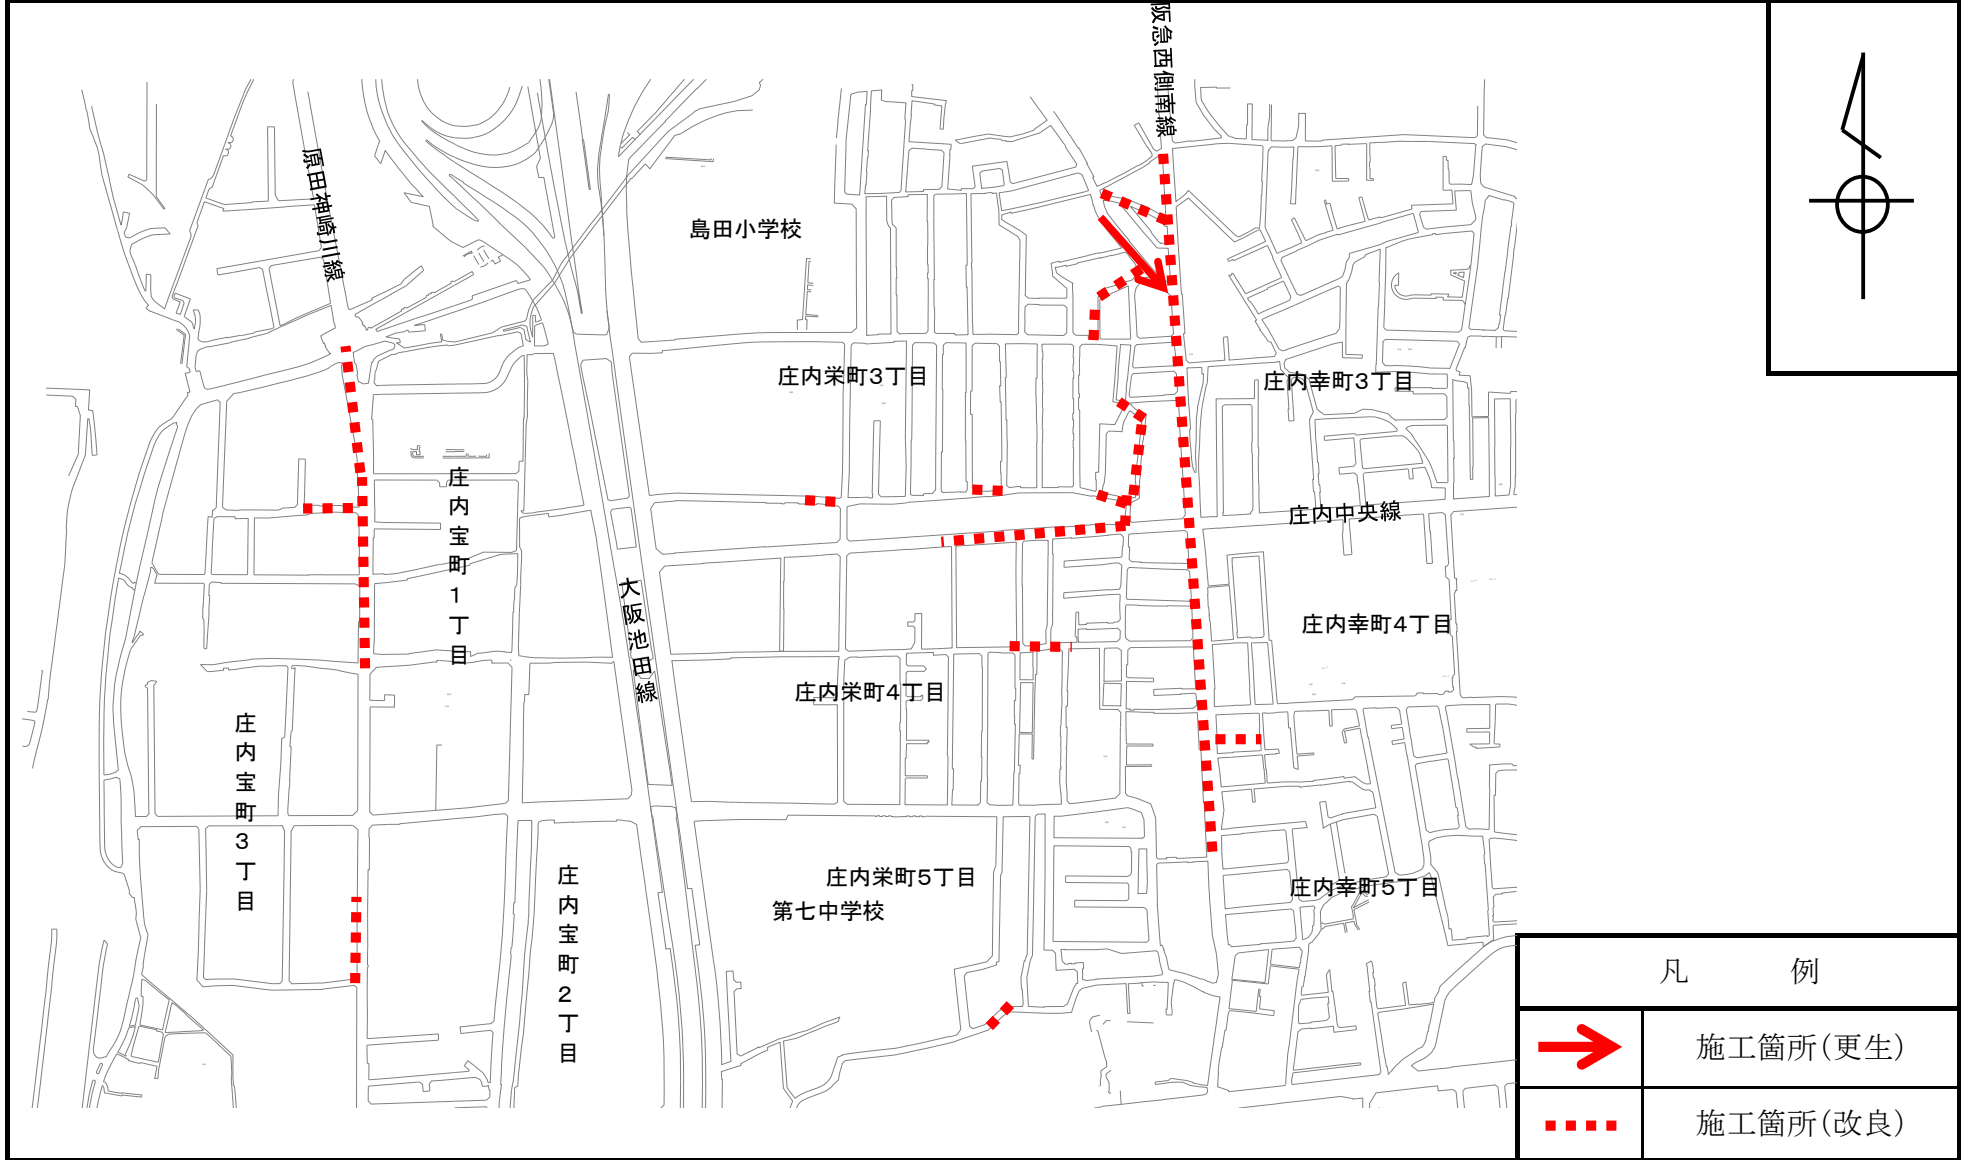 阪急西側南線
原田神崎川線
島田小学校
庄内栄町3丁目
庄内幸町3丁目
庄内宝町1丁目
庄内中央線
大阪池田線
庄内幸町4丁目
庄内栄町4丁目
庄内宝町3丁目
庄内宝町2丁目
庄内栄町5丁目
第七中学校
庄内幸町5丁目
凡　例
施工箇所(更生)
施工箇所(改良)